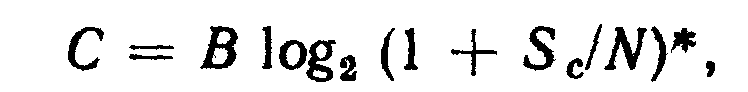 C = B log₂ (1 + S_c/N)*,